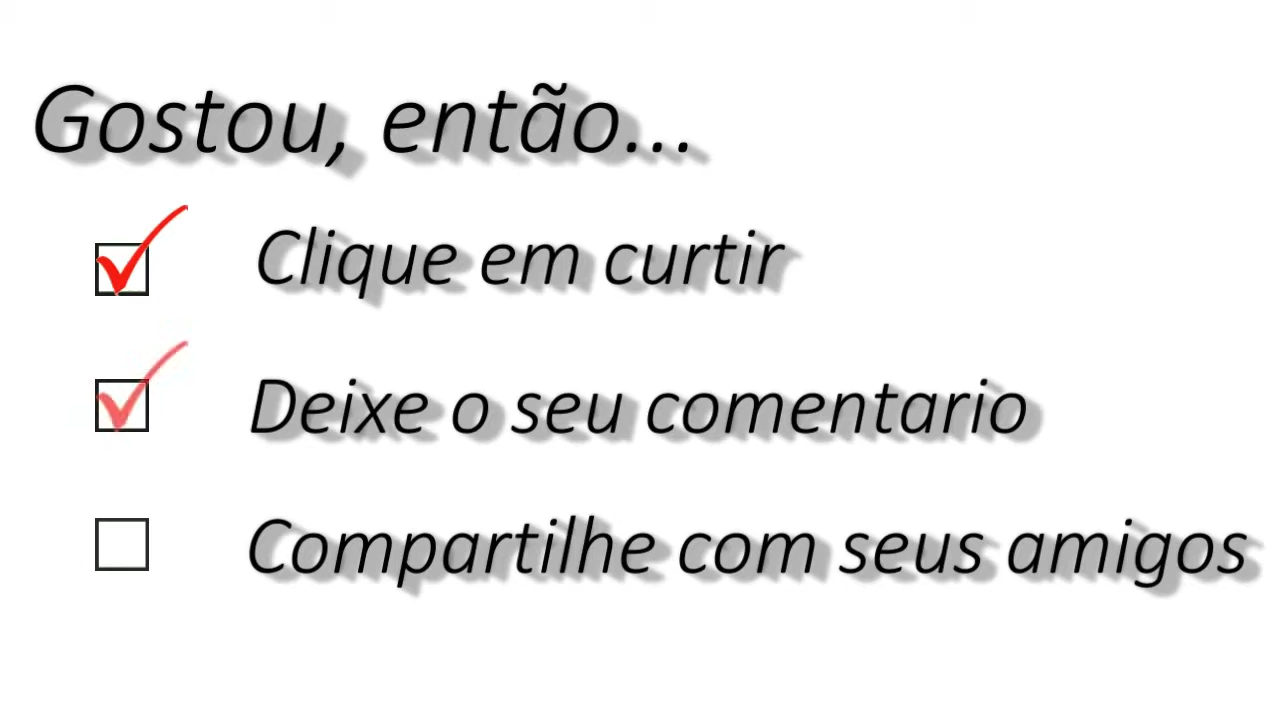 Gostou, então...
Clique em curtir
Deixe o seu comentario
Compartilhe com seus amigos